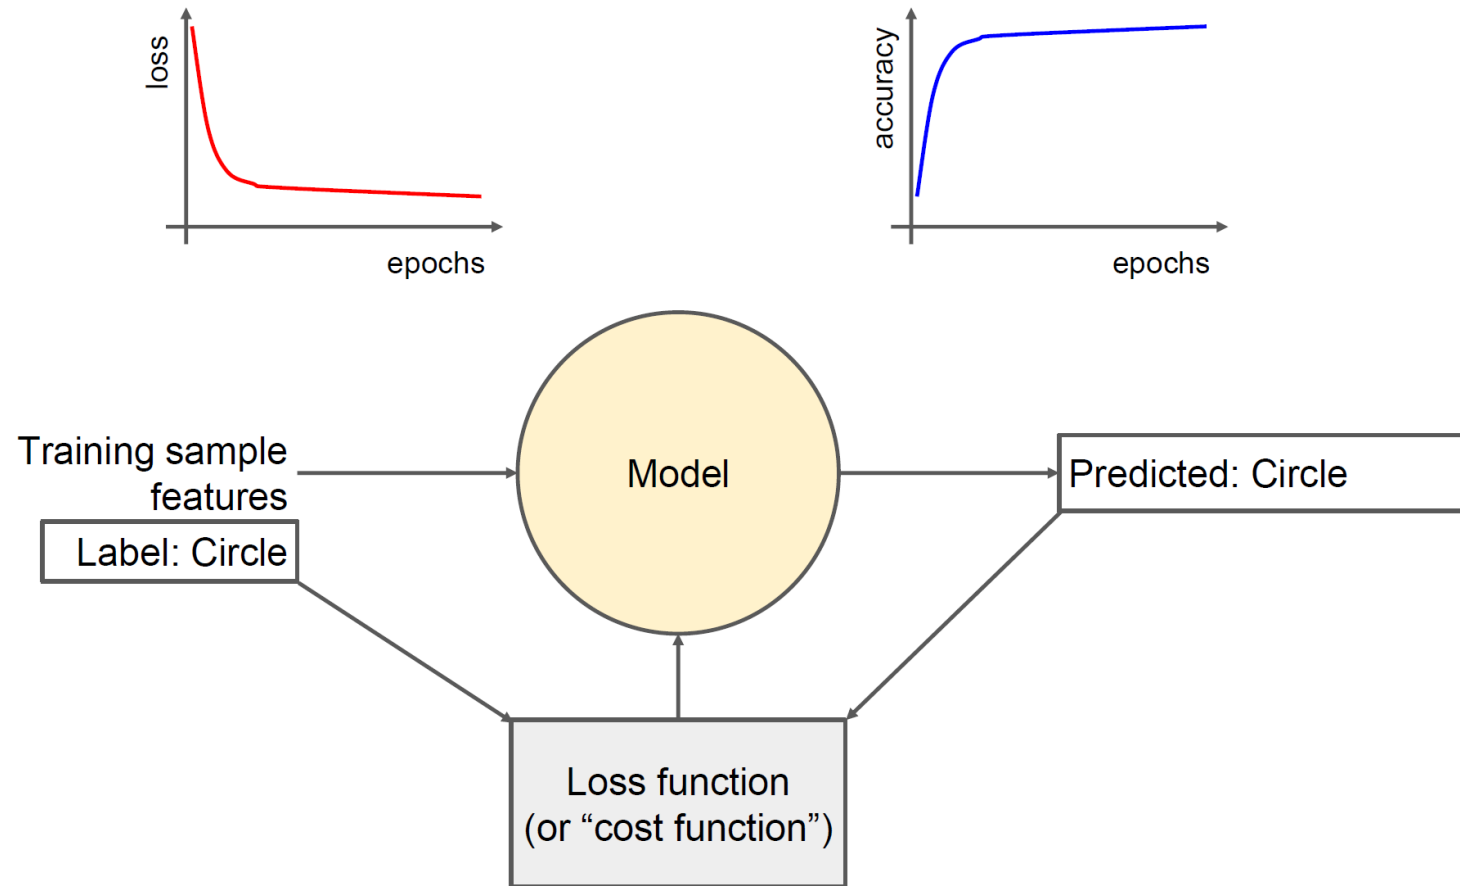 loss
epochs
accuracy
epochs
Training sample
features
Label: Circle
Model
Predicted: Circle
Loss function
(or “cost function”)